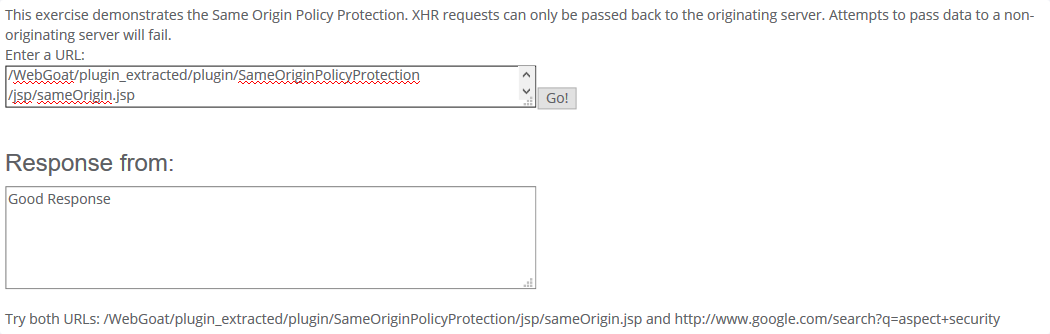 This exercise demonstrates the Same Origin Policy Protection. XHR requests can only be passed back to the originating server. Attempts to pass data to a non-
originating server will fail.
Enter a URL:
/WebGoat/plugin_extracted/plugin/SameOriginPolicyProtection
/jsp/sameOrigin.jsp
Go!
Response from:
Good Response
Try both URLs: /WebGoat/plugin_extracted/plugin/SameOriginPolicyProtection/jsp/sameOrigin.jsp and http://www.google.com/search?q=aspect+security